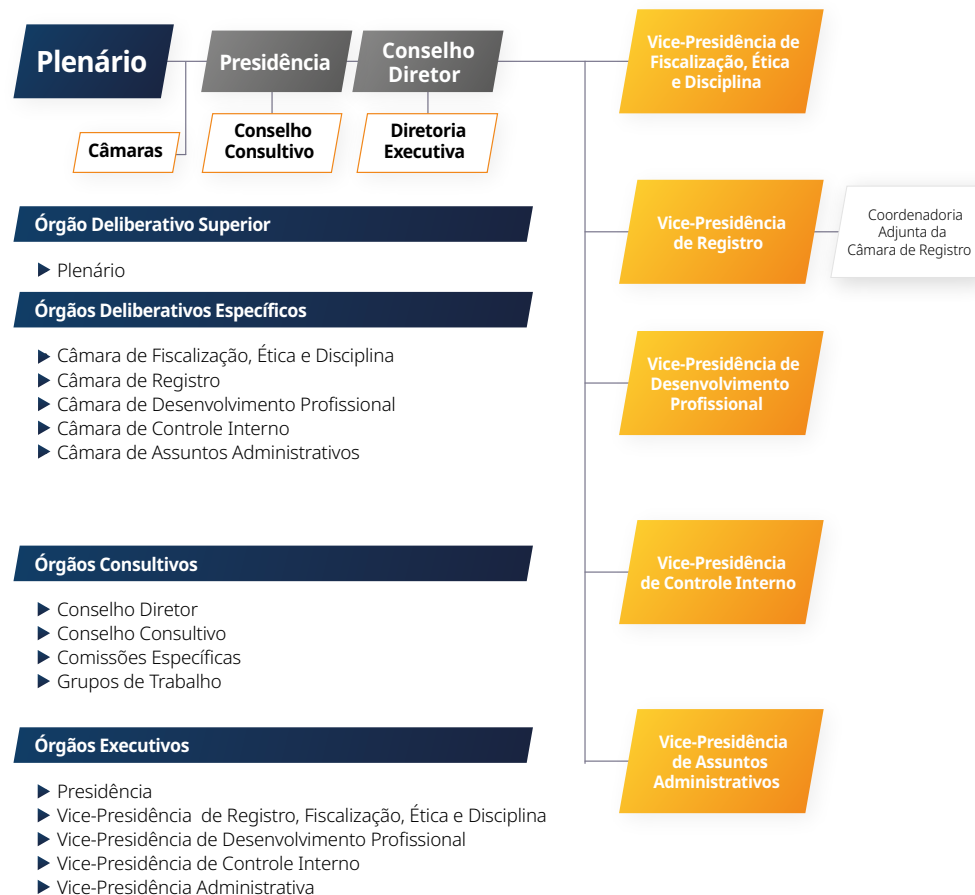 Plenário
Presidência
Conselho
Diretor
Câmaras
Conselho
Consultivo
Diretoria
Executiva
Órgão Deliberativo Superior
Plenário
Órgãos Deliberativos Específicos
Câmara de Fiscalização, Ética e Disciplina
Câmara de Registro
Câmara de Desenvolvimento Profissional
Câmara de Controle Interno
Câmara de Assuntos Administrativos
Órgãos Consultivos
Conselho Diretor
Conselho Consultivo
Comissões Específicas
Grupos de Trabalho
Órgãos Executivos
Presidência
Vice-Presidência de Registro, Fiscalização, Ética e Disciplina
Vice-Presidência de Desenvolvimento Profissional
Vice-Presidência de Controle Interno
Vice-Presidência Administrativa
Vice-Presidência de
Fiscalização, Ética
e Disciplina
Vice-Presidência
de Registro
Coordenadoria
Adjunta da
Câmara de Registro
Vice-Presidência de
Desenvolvimento
Profissional
Vice-Presidência
de Controle Interno
Vice-Presidência
de Assuntos
Administrativos